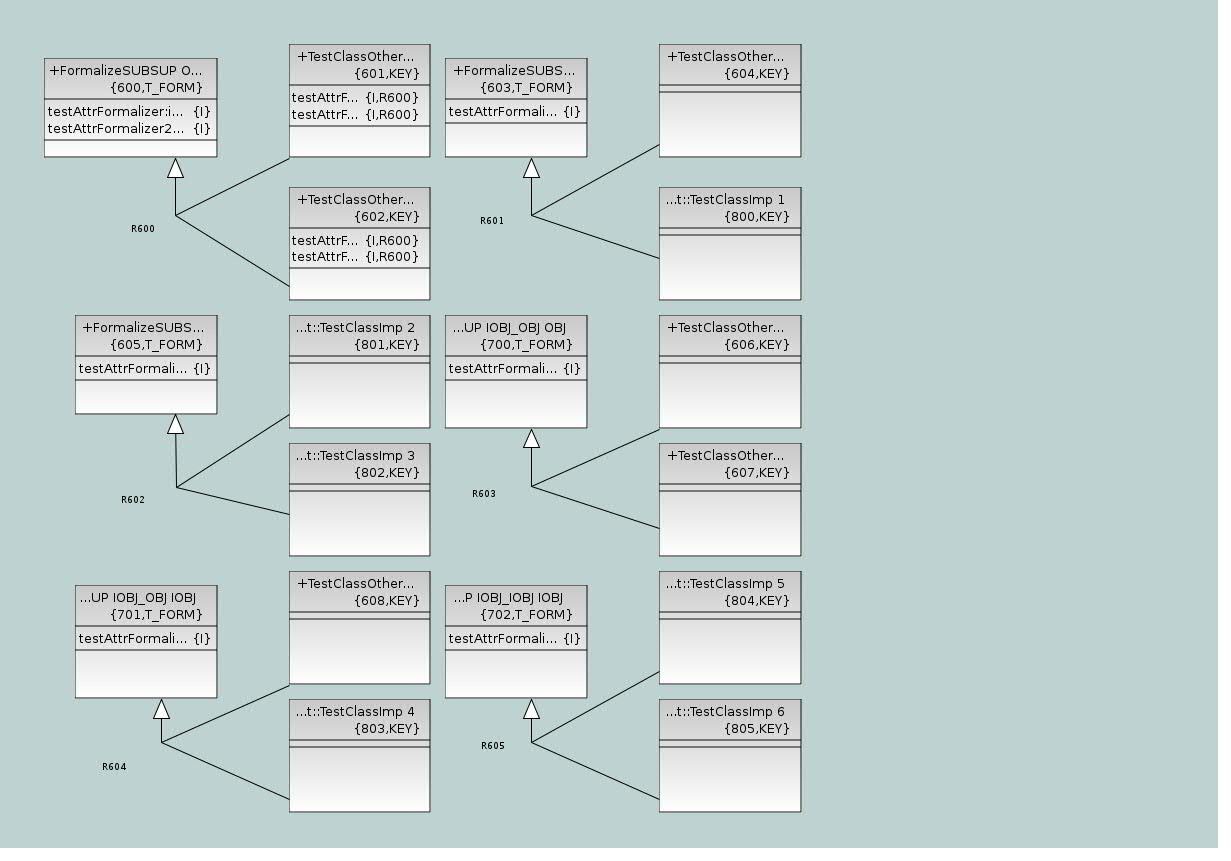 +FormalizeSUBSUP O...
{600,T_FORM}
testAttrFormalizer:i... {I}
testAttrFormalizer2... {I}
+TestClassOther...
{601,KEY}
testAttrF... {I,R600}
testAttrF... {I,R600}
+FormalizeSUBS...
{603,T_FORM}
testAttrFormali... {I}
+TestClassOther...
{604,KEY}
R600
+TestClassOther...
{602,KEY}
testAttrF... {I,R600}
testAttrF... {I,R600}
R601
...t::TestClassImp 1
{800,KEY}
+FormalizeSUBS...
{605,T_FORM}
testAttrFormali... {I}
...t::TestClassImp 2
{801,KEY}
...UP IOBJ_OBJ OBJ
{700,T_FORM}
testAttrFormali... {I}
+TestClassOther...
{606,KEY}
R602
...t::TestClassImp 3
{802,KEY}
R603
+TestClassOther...
{607,KEY}
...UP IOBJ_OBJ IOBJ
{701,T_FORM}
testAttrFormali... {I}
+TestClassOther...
{608,KEY}
...P IOBJ_IOBJ IOBJ
{702,T_FORM}
testAttrFormali... {I}
...t::TestClassImp 5
{804,KEY}
R604
...t::TestClassImp 4
{803,KEY}
R605
...t::TestClassImp 6
{805,KEY}